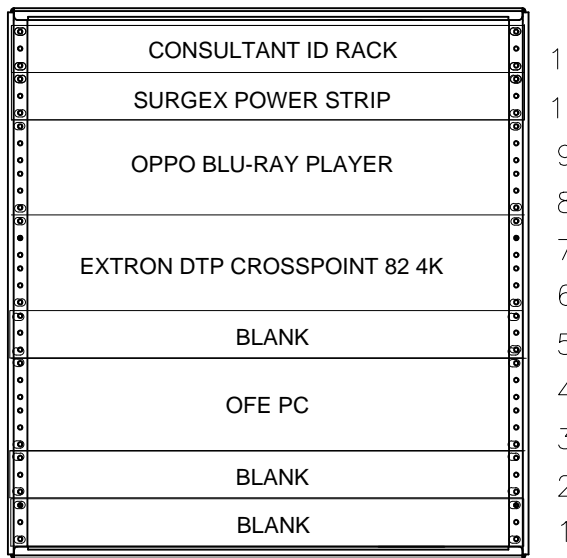 CONSULTANT ID RACK
1
SURGEX POWER STRIP
1
OPPO BLU-RAY PLAYER
9
8
EXTRON DTP CROSSPOINT 82 4K
7
6
BLANK
5
OFE PC
4
3
BLANK
2
BLANK
1